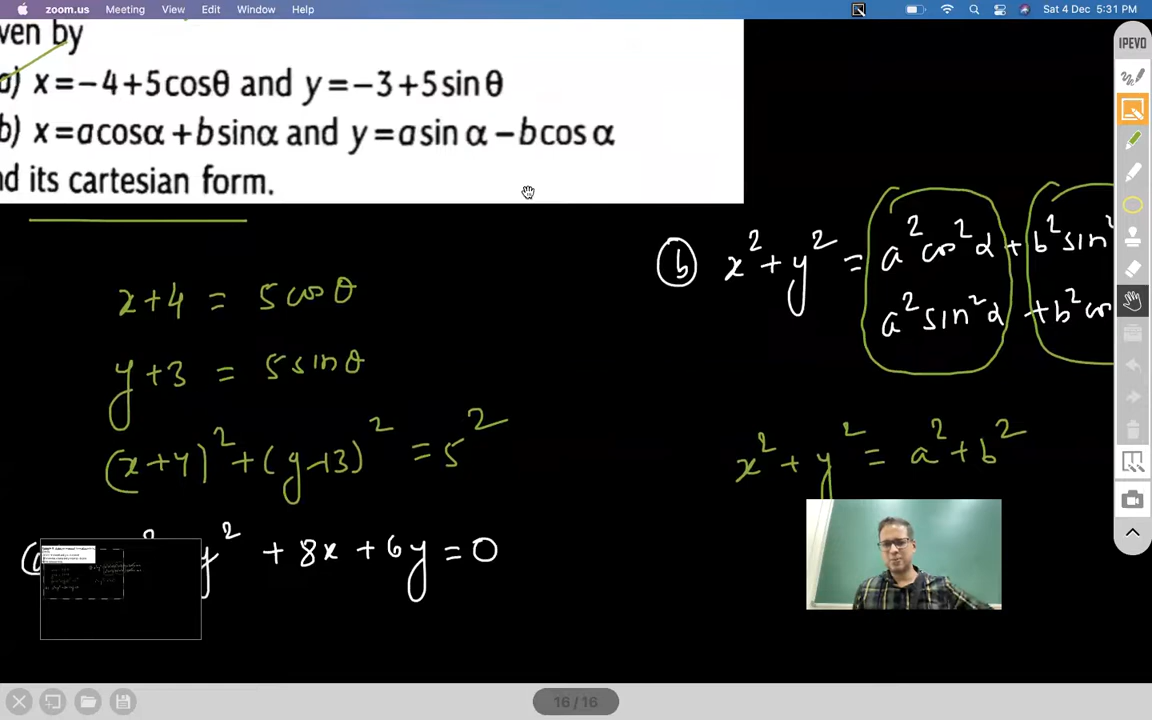 zoom.us Meeting View Edit Window Help Sat 4 Dec 5:31 PM
ven by
a) x=−4+5cosθ and y=−3+5sinθ
b) x=acosα+bsinα and y=asinα−bcosα
nd its cartesian form.
IPEVO
x+4 = 5cosθ
y+3 = 5sinθ
(x+4)²+(y+3)² = 5²
y² + 8x + 6y = 0
(b) x²+y² = a²cos²α + b²sin²
a²sin²α + b²cos
x²+y² = a²+b²
16 / 16